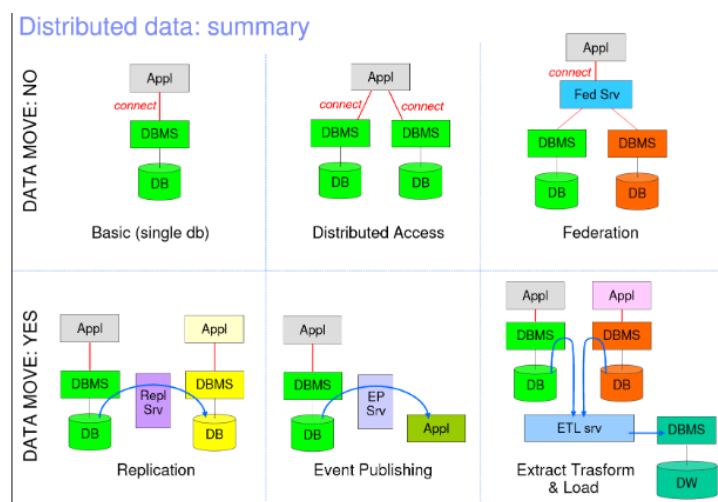 Distributed data: summary
DATA MOVE: NO
Appl
connect
DBMS
DB
Basic (single db)
Appl
connect connect
DBMS DBMS
DB DB
Distributed Access
Appl
connect
Fed Srv
DBMS DBMS
DB DB
Federation
DATA MOVE: YES
Appl Appl
DBMS DBMS
Repl
Srv
DB DB
Replication
Appl
DBMS
EP
Srv
DB Appl
Event Publishing
Appl Appl
DBMS DBMS
DB DB
ETL srv DBMS
DW
Extract Trasform
& Load